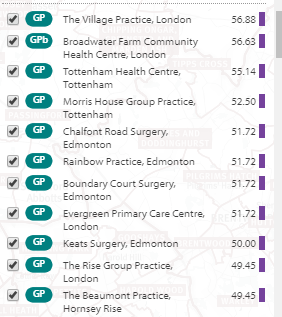 GP The Village Practice, London 56.88
GPb Broadwater Farm Community 56.63
Health Centre, London
GP Tottenham Health Centre, 55.14
Tottenham
GP Morris House Group Practice, 52.50
Tottenham
GP Chalfont Road Surgery, 51.72
Edmonton
GP Rainbow Practice, Edmonton 51.72
GP Boundary Court Surgery, 51.72
Edmonton
GP Evergreen Primary Care Centre, 51.72
London
GP Keats Surgery, Edmonton 50.00
GP The Rise Group Practice, 49.45
London
GP The Beaumont Practice, 49.45
Hornsey Rise